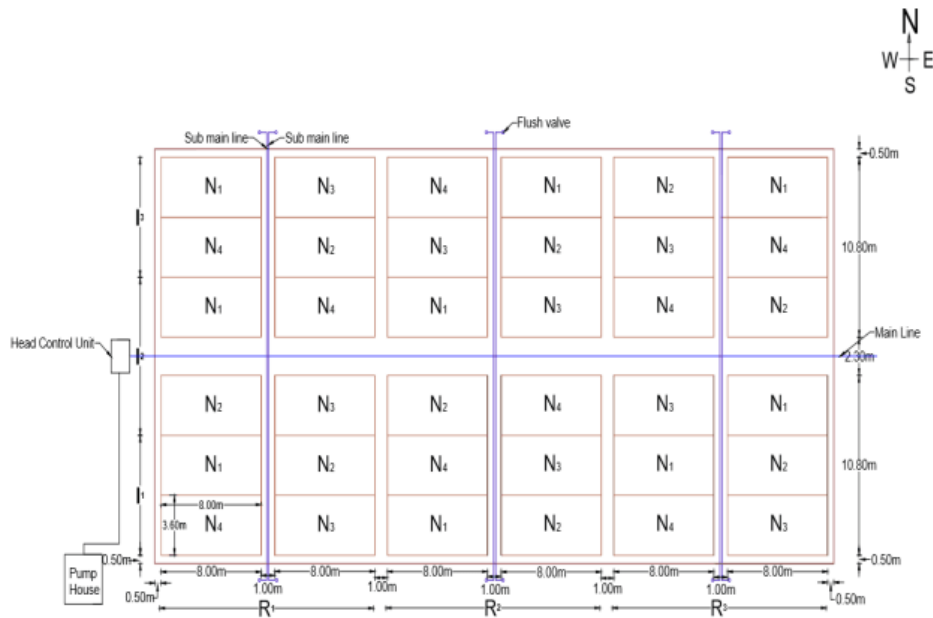 N
W E
S
Flush valve
Sub main line Sub main line
0.50m
N1 N3 N4 N1 N2 N1
I3
N4 N2 N3 N2 N3 N4
10.80m
N1 N4 N1 N3 N4 N2
Head Control Unit
Main Line
I2
2.30m
N2 N3 N2 N4 N3 N1
N1 N2 N4 N3 N1 N2
10.80m
I1
8.00m
3.60m
N4 N3 N1 N2 N4 N3
0.50m
0.50m
Pump
House
8.00m 8.00m 8.00m 8.00m 8.00m 8.00m
1.00m 1.00m 1.00m 1.00m 1.00m
0.50m 0.50m
R1 R2 R3